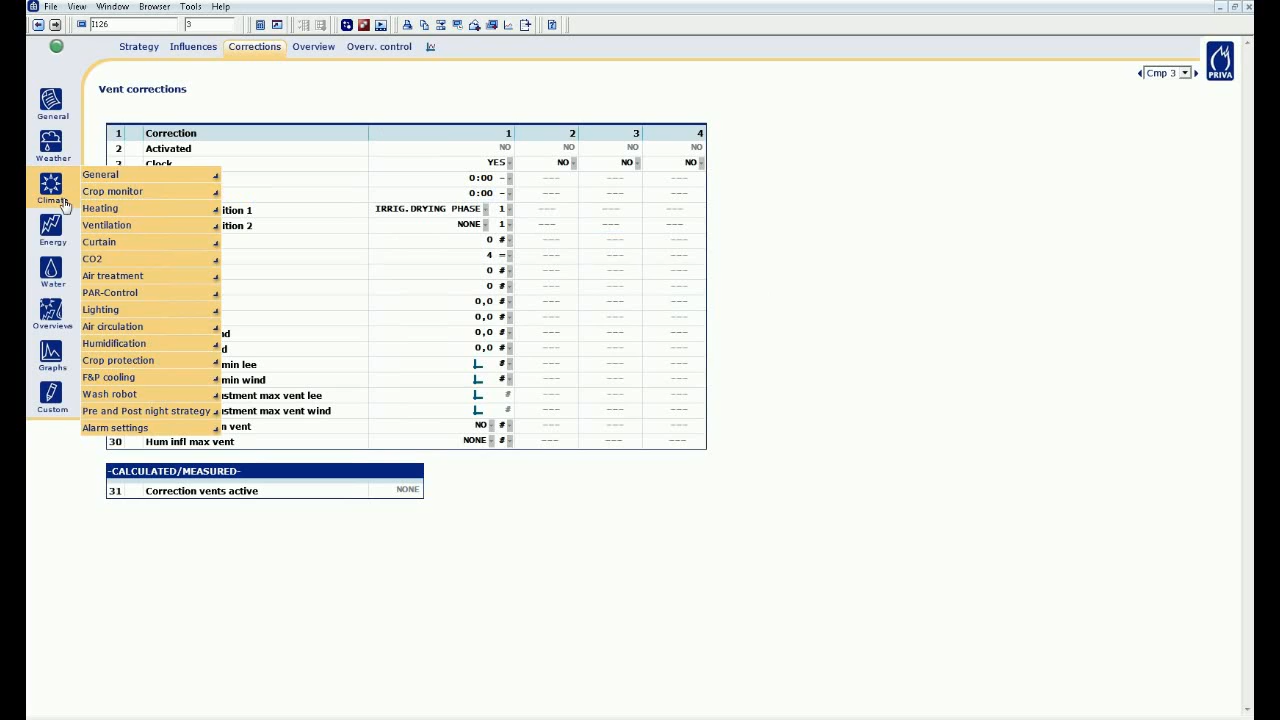 File View Window Browser Tools Help
I126 3
Strategy Influences Corrections Overview Overv. control
Cmp 3
PRIVA
Vent corrections
General
Weather
Climate
Energy
Water
Overviews
Graphs
Custom
1 Correction 1 2 3 4
2 Activated NO NO NO NO
3 Clock YES NO NO NO
0:00 - --- --- ---
0:00 - --- --- ---
ition 1 IRRIG.DRYING PHASE 1 --- --- ---
ition 2 NONE 1 --- --- ---
0 # --- --- ---
4 = --- --- ---
0 # --- --- ---
0 # --- --- ---
0,0 # --- --- ---
0,0 # --- --- ---
nd 0,0 # --- --- ---
d 0,0 # --- --- ---
min lee # --- --- ---
min wind # --- --- ---
ustment max vent lee # --- --- ---
ustment max vent wind # --- --- ---
n vent NO # --- --- ---
30 Hum infl max vent NONE # --- --- ---
General
Crop monitor
Heating
Ventilation
Curtain
CO2
Air treatment
PAR-Control
Lighting
Air circulation
Humidification
Crop protection
F&P cooling
Wash robot
Pre and Post night strategy
Alarm settings
-CALCULATED/MEASURED-
31 Correction vents active NONE